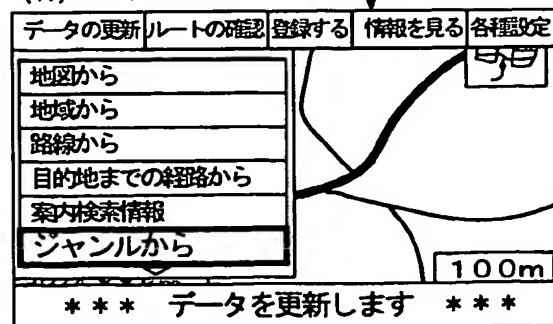 データの更新 ルートの確認 登録する 情報を見る 各種設定
地図から
地域から
路線から
目的地までの経路から
案内検索情報
ジャンルから
100m
*** データを更新します ***